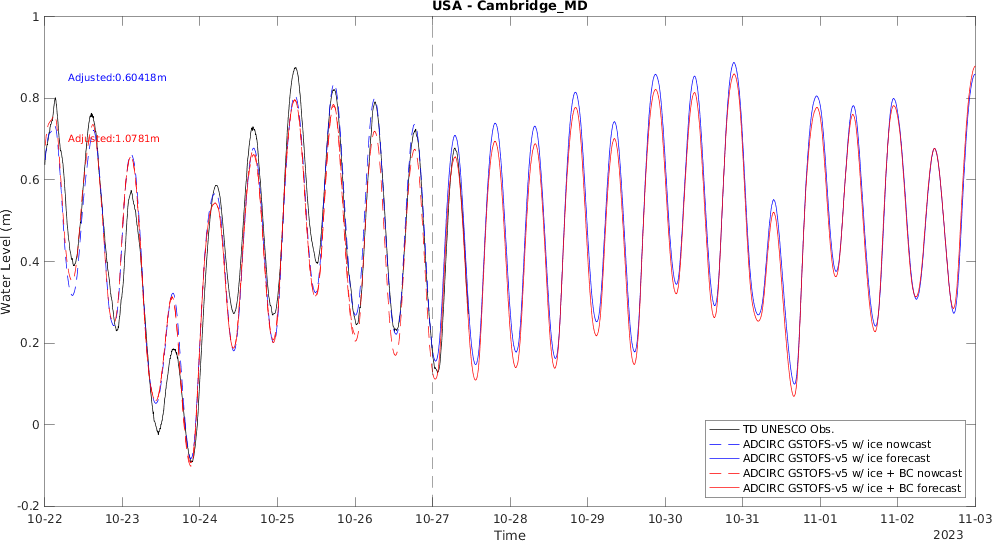 USA - Cambridge_MD
1
0.8
0.6
0.4
0.2
0
-0.2
Water Level (m)
Adjusted:0.60418m
Adjusted:1.0781m
TD UNESCO Obs.
ADCIRC GSTOFS-v5 w/ ice nowcast
ADCIRC GSTOFS-v5 w/ ice forecast
ADCIRC GSTOFS-v5 w/ ice + BC nowcast
ADCIRC GSTOFS-v5 w/ ice + BC forecast
10-22 10-23 10-24 10-25 10-26 10-27 10-28 10-29 10-30 10-31 11-01 11-02 11-03
Time
2023